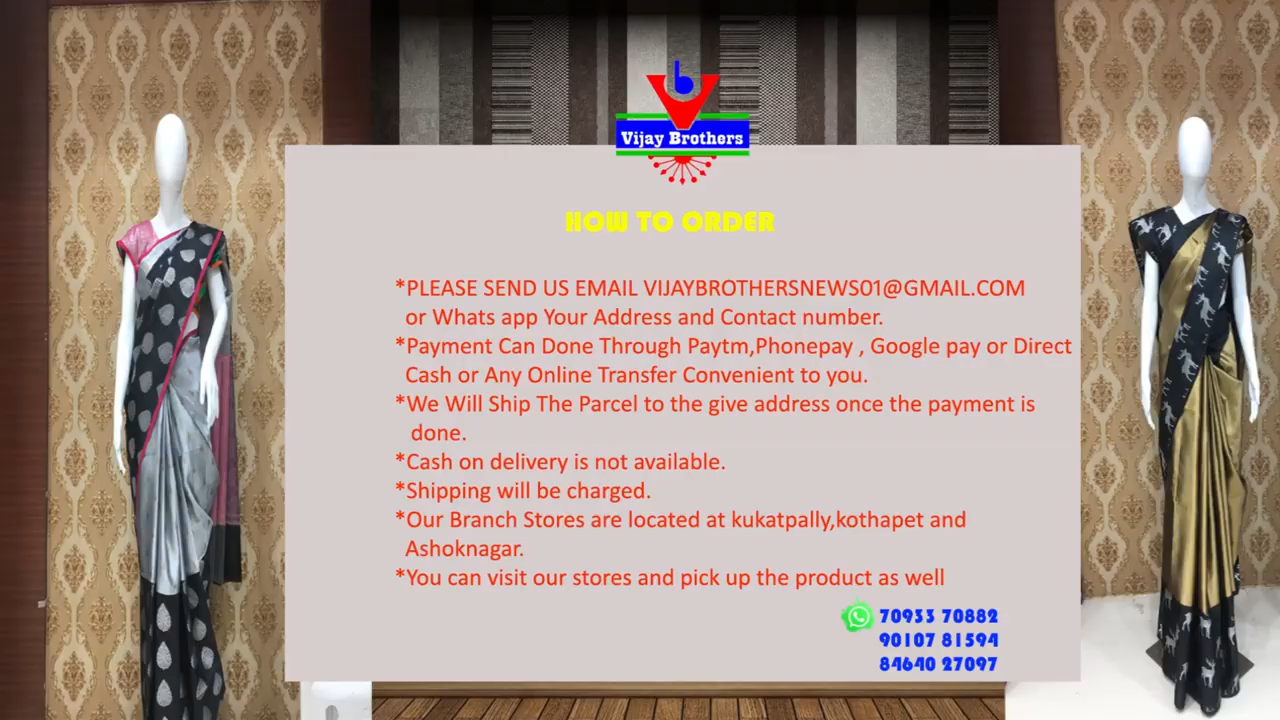 b
Vijay Brothers
HOW TO ORDER
*PLEASE SEND US EMAIL VIJAYBROTHERSNEWS01@GMAIL.COM
or Whats app Your Address and Contact number.
*Payment Can Done Through Paytm,Phonepay , Google pay or Direct
Cash or Any Online Transfer Convenient to you.
*We Will Ship The Parcel to the give address once the payment is
done.
*Cash on delivery is not available.
*Shipping will be charged.
*Our Branch Stores are located at kukatpally,kothapet and
Ashoknagar.
*You can visit our stores and pick up the product as well
70933 70882
90107 81594
84640 27097